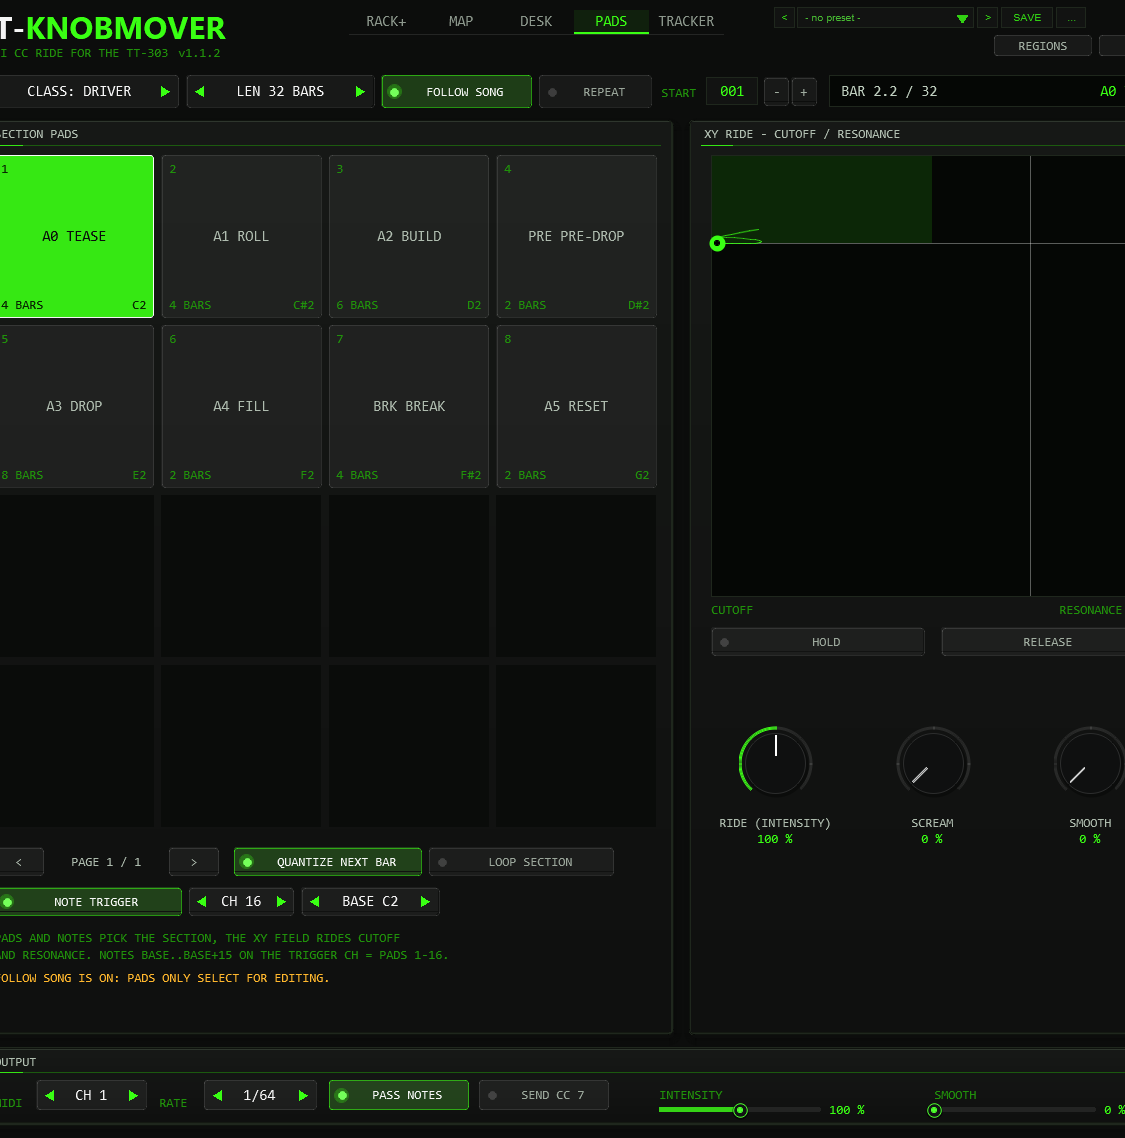 T-KNOBMOVER
I CC RIDE FOR THE TT-303 v1.1.2
RACK+ MAP DESK PADS TRACKER
< - no preset - > SAVE ...
REGIONS
CLASS: DRIVER LEN 32 BARS FOLLOW SONG REPEAT START 001 - + BAR 2.2 / 32 A0
ECTION PADS
1
A0 TEASE
4 BARS C2
2
A1 ROLL
4 BARS C#2
3
A2 BUILD
6 BARS D2
4
PRE PRE-DROP
2 BARS D#2
5
A3 DROP
8 BARS E2
6
A4 FILL
2 BARS F2
7
BRK BREAK
4 BARS F#2
8
A5 RESET
2 BARS G2
< PAGE 1 / 1 > QUANTIZE NEXT BAR LOOP SECTION
NOTE TRIGGER CH 16 BASE C2
PADS AND NOTES PICK THE SECTION, THE XY FIELD RIDES CUTOFF
AND RESONANCE. NOTES BASE..BASE+15 ON THE TRIGGER CH = PADS 1-16.
FOLLOW SONG IS ON: PADS ONLY SELECT FOR EDITING.
XY RIDE - CUTOFF / RESONANCE
CUTOFF RESONANCE
HOLD RELEASE
RIDE (INTENSITY) SCREAM SMOOTH
100 % 0 % 0 %
OUTPUT
MIDI CH 1 RATE 1/64 PASS NOTES SEND CC 7
INTENSITY 100 %
SMOOTH 0 %